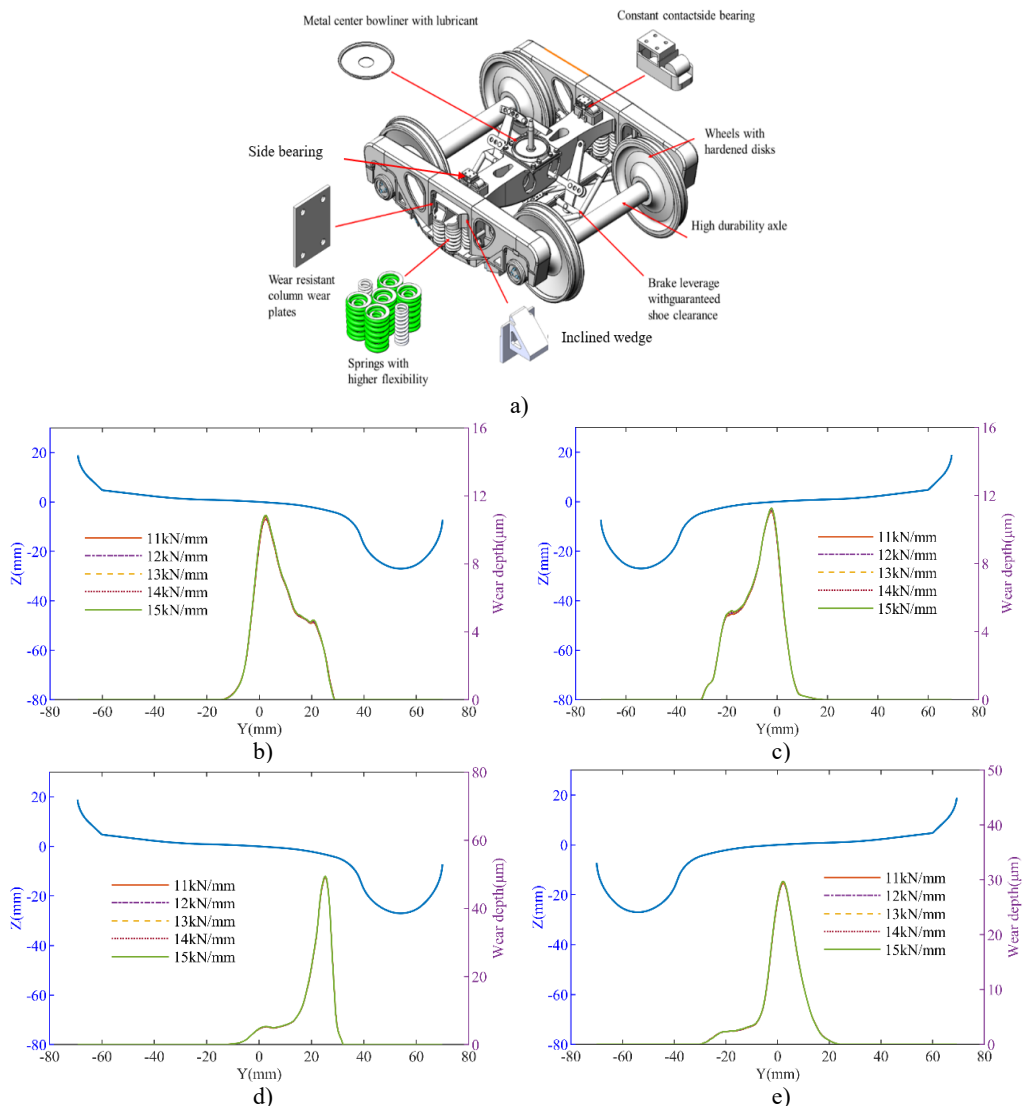 Metal center bowliner with lubricant
Constant contactside bearing
Wheels with
hardened disks
Side bearing
High durability axle
Wear resistant
column wear
plates
Brake leverage
withguaranteed
shoe clearance
Inclined wedge
Springs with
higher flexibility
a)
20
0
-20
-40
-60
-80
Z(mm)
11kN/mm
12kN/mm
13kN/mm
14kN/mm
15kN/mm
16
12
8
4
0
Wear depth(μm)
-80 -60 -40 -20 0 20 40 60 80
Y(mm)
b)
20
0
-20
-40
-60
-80
Z(mm)
11kN/mm
12kN/mm
13kN/mm
14kN/mm
15kN/mm
16
12
8
4
0
Wear depth(μm)
-80 -60 -40 -20 0 20 40 60 80
Y(mm)
c)
20
0
-20
-40
-60
-80
Z(mm)
11kN/mm
12kN/mm
13kN/mm
14kN/mm
15kN/mm
80
60
40
20
0
Wear depth(μm)
-80 -60 -40 -20 0 20 40 60 80
Y(mm)
d)
20
0
-20
-40
-60
-80
Z(mm)
11kN/mm
12kN/mm
13kN/mm
14kN/mm
15kN/mm
50
40
30
20
10
0
Wear depth(μm)
-80 -60 -40 -20 0 20 40 60 80
Y(mm)
e)